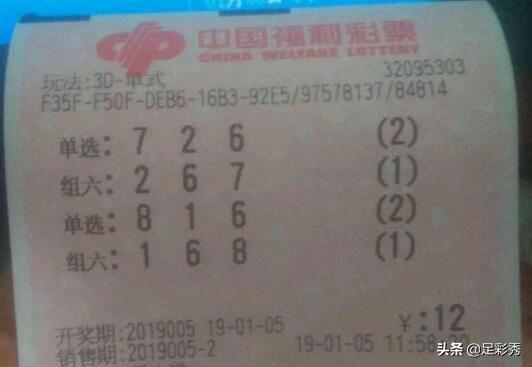 中国福利彩票
CHINA WELFARE LOTTERY
玩法:3D-单式 32095303
F35F-F50F-DEB6-16B3-92E5/97578137/84814
单选: 7 2 6 (2)
组六: 2 6 7 (1)
单选: 8 1 6 (2)
组六: 1 6 8 (1)
¥:12
开奖期:2019005 19-01-05
销售期:2019005-2 19-01-05 11:58
头条 @足彩秀